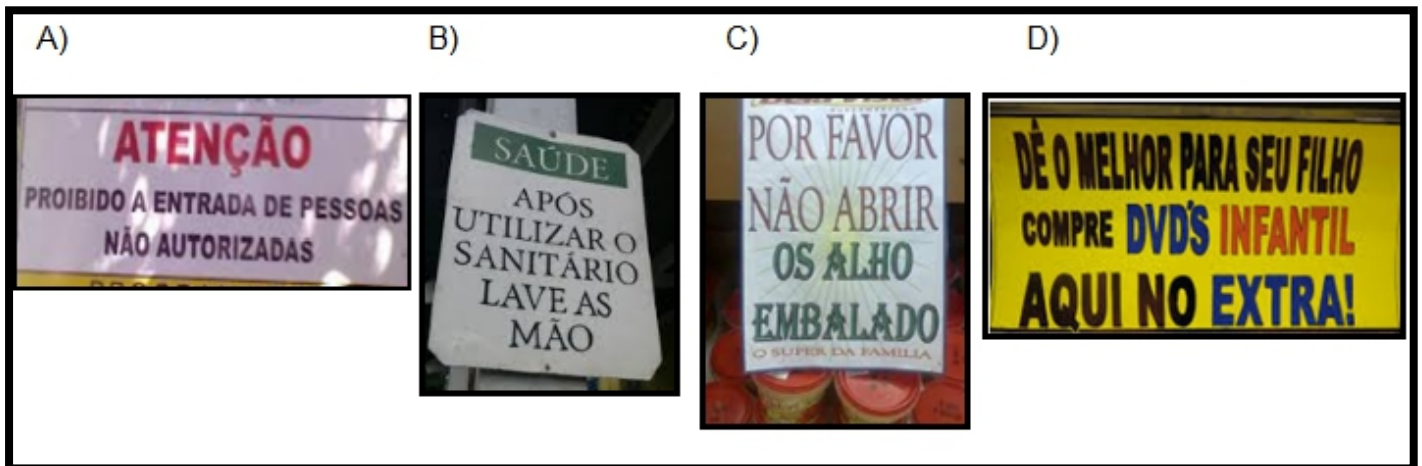 A)
ATENÇÃO
PROIBIDO A ENTRADA DE PESSOAS
NÃO AUTORIZADAS
B)
SAÚDE
APÓS
UTILIZAR O
SANITÁRIO
LAVE AS
MÃO
C)
POR FAVOR
NÃO ABRIR
OS ALHO
EMBALADO
O SUPER DA FAMILIA
D)
DÊ O MELHOR PARA SEU FILHO
COMPRE DVD'S INFANTIL
AQUI NO EXTRA!